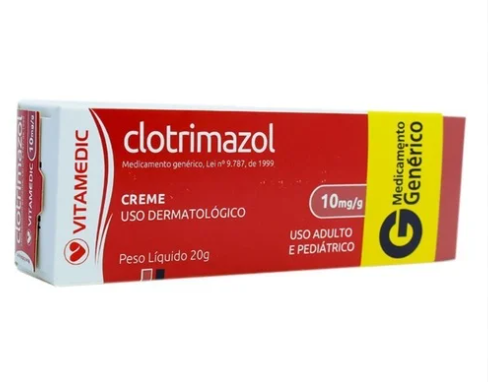 clotrimazol
10mg/g
VITAMEDIC
VITAMEDIC
clotrimazol
Medicamento genérico, Lei nº 9.787, de 1999
CREME
USO DERMATOLÓGICO
Peso Líquido 20g
10mg/g
USO ADULTO
E PEDIÁTRICO
G
Medicamento
Genérico